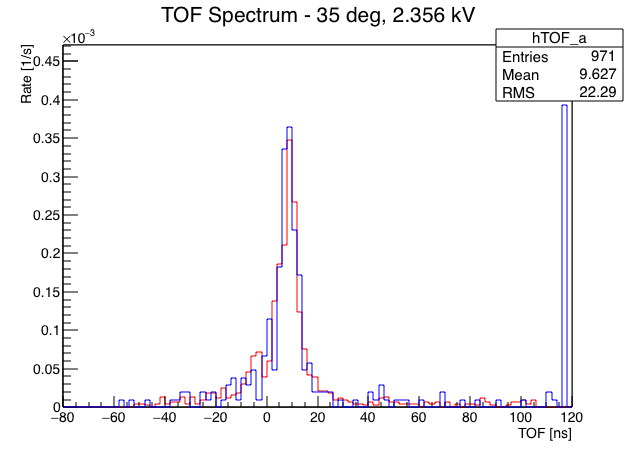 TOF Spectrum - 35 deg, 2.356 kV
×10⁻³
hTOF_a
Entries 971
Mean 9.627
RMS 22.29
Rate [1/s]
0.45
0.4
0.35
0.3
0.25
0.2
0.15
0.1
0.05
0
−80 −60 −40 −20 0 20 40 60 80 100 120
TOF [ns]